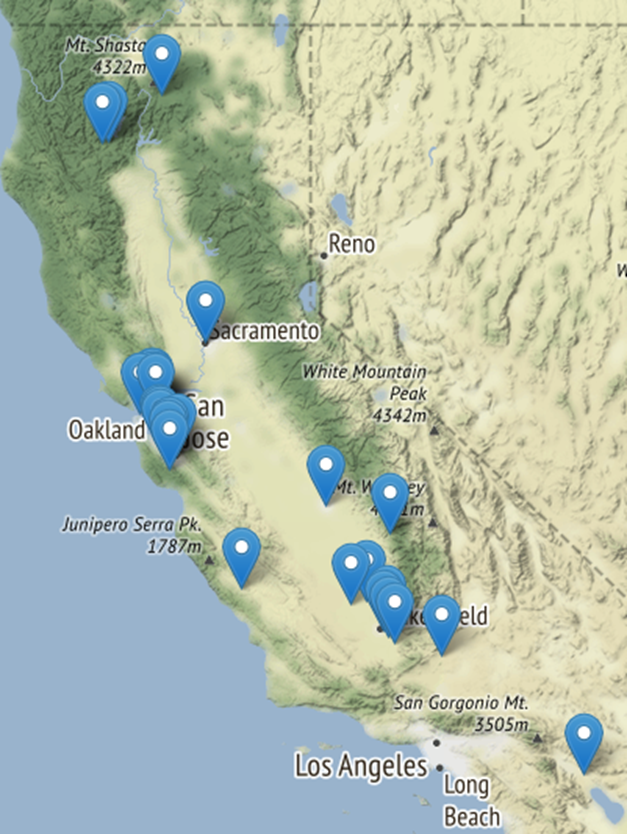 Mt. Shasta
4322m
Reno
Sacramento
White Mountain
Peak
4342m
San
Oakland
Mt. W
Junipero Serra Pk.
1787m
San Gorgonio Mt.
3505m
Los Angeles
Long
Beach